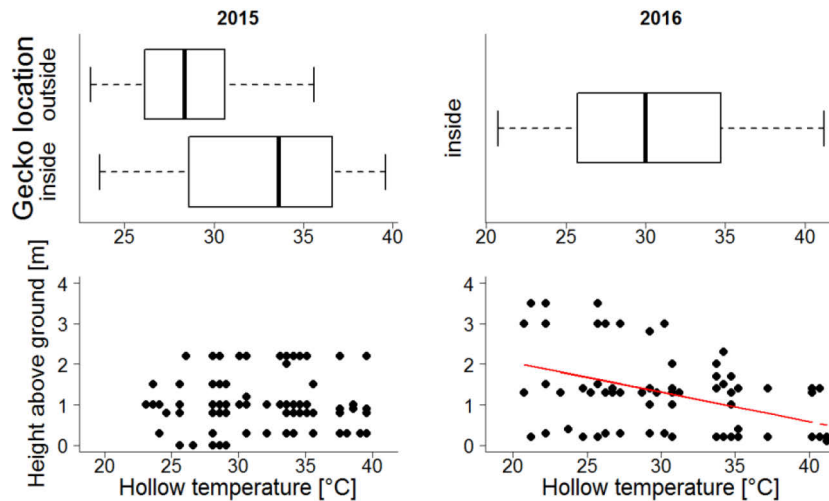 2015
2016
Gecko location
outside
inside
inside
25 30 35 40
20 25 30 35 40
Height above ground [m]
4
3
2
1
0
4
3
2
1
0
20 25 30 35 40
20 25 30 35 40
Hollow temperature [°C]
Hollow temperature [°C]